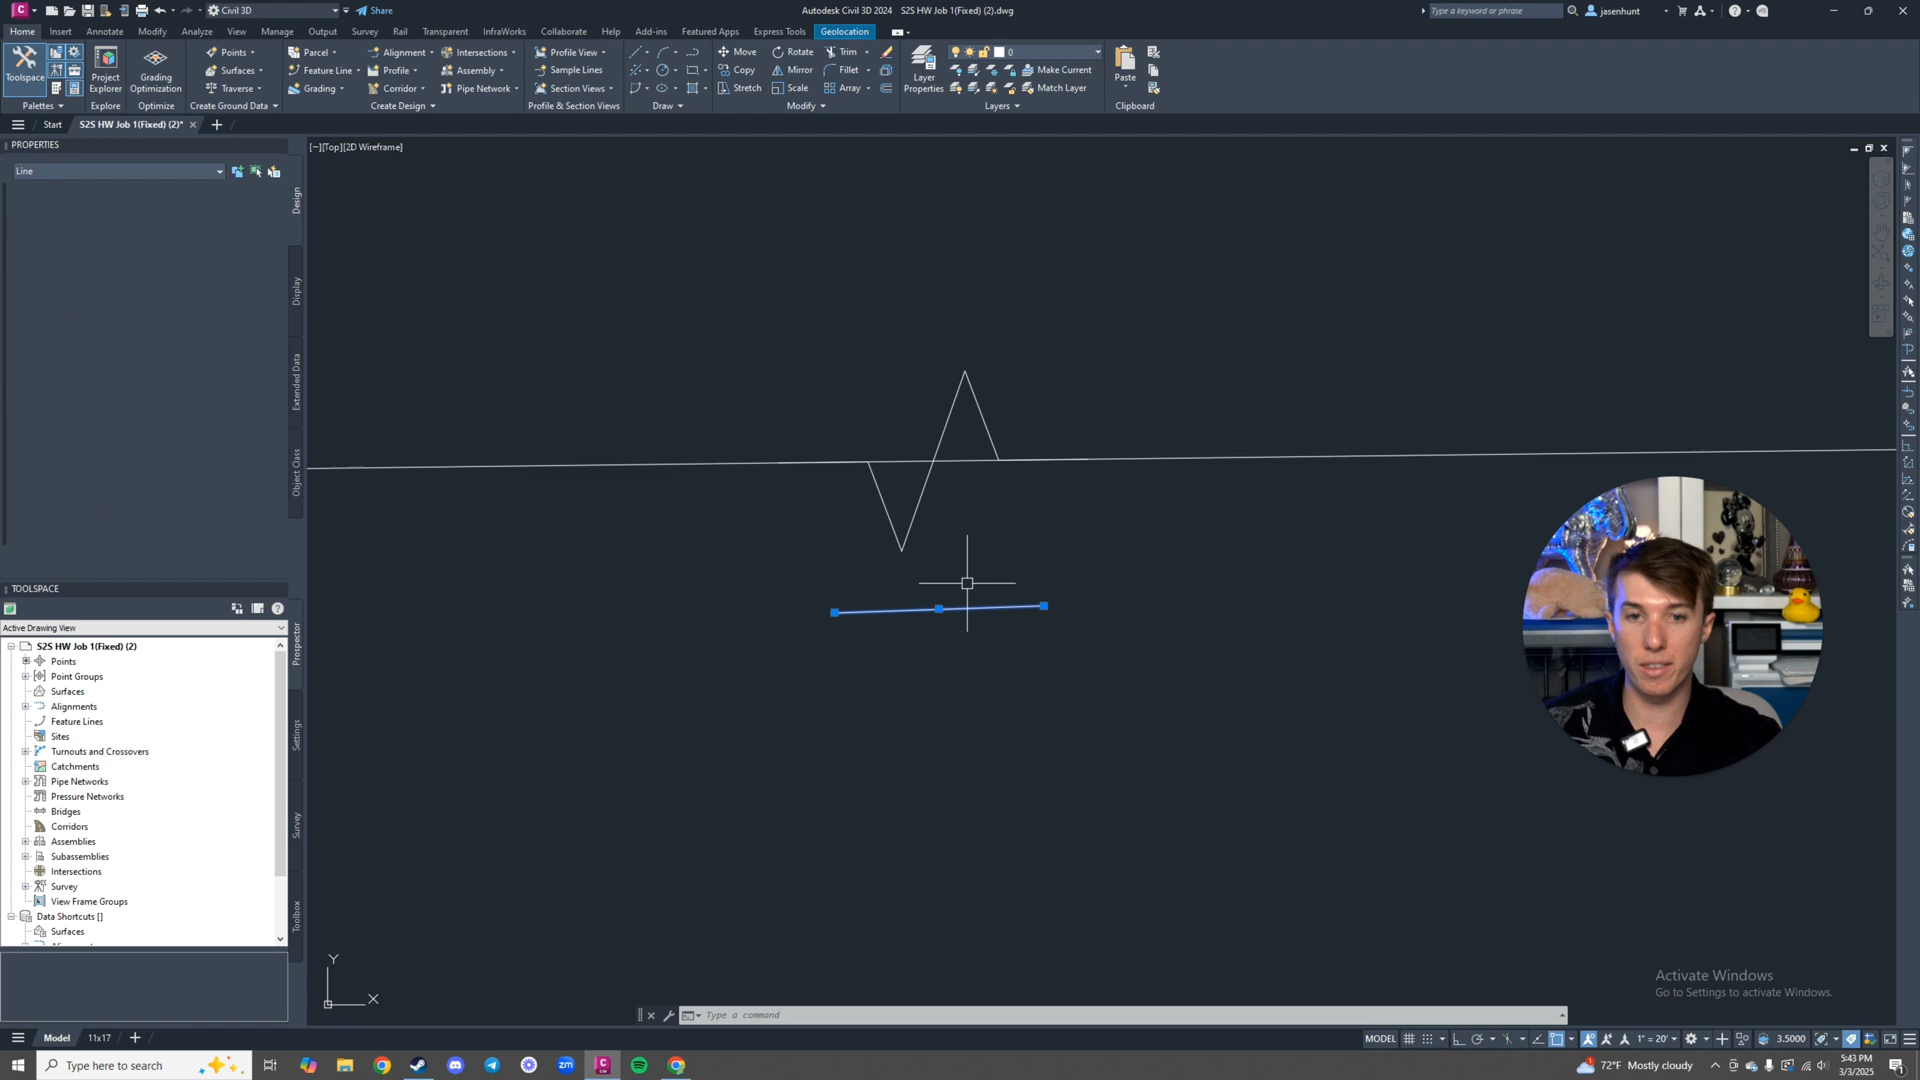 Civil 3D
Share
Autodesk Civil 3D 2024 S2S HW Job 1(Fixed) (2).dwg
Type a keyword or phrase
jasenhunt
Home Insert Annotate Modify Analyze View Manage Output Survey Rail Transparent InfraWorks Collaborate Help Add-ins Featured Apps Express Tools Geolocation
Toolspace
Project
Explorer
Grading
Optimization
Points
Surfaces
Traverse
Parcel
Feature Line
Grading
Alignment
Profile
Corridor
Intersections
Assembly
Pipe Network
Profile View
Sample Lines
Section Views
Move
Copy
Stretch
Rotate
Mirror
Scale
Trim
Fillet
Array
Layer
Properties
0
Make Current
Match Layer
Paste
Palettes Explore Optimize Create Ground Data Create Design Profile & Section Views Draw Modify Layers Clipboard
Start S2S HW Job 1(Fixed) (2)*
PROPERTIES
[−][Top][2D Wireframe]
Line
Design
Display
Extended Data
Object Class
TOOLSPACE
Active Drawing View
S2S HW Job 1(Fixed) (2)
Points
Point Groups
Surfaces
Alignments
Feature Lines
Sites
Turnouts and Crossovers
Catchments
Pipe Networks
Pressure Networks
Bridges
Corridors
Assemblies
Subassemblies
Intersections
Survey
View Frame Groups
Data Shortcuts []
Surfaces
Prospector
Settings
Survey
Toolbox
Y
X
Activate Windows
Go to Settings to activate Windows.
Type a command
Model 11x17
MODEL
1" = 20'
3.5000
Type here to search
zm
72°F Mostly cloudy
5:43 PM
3/3/2025